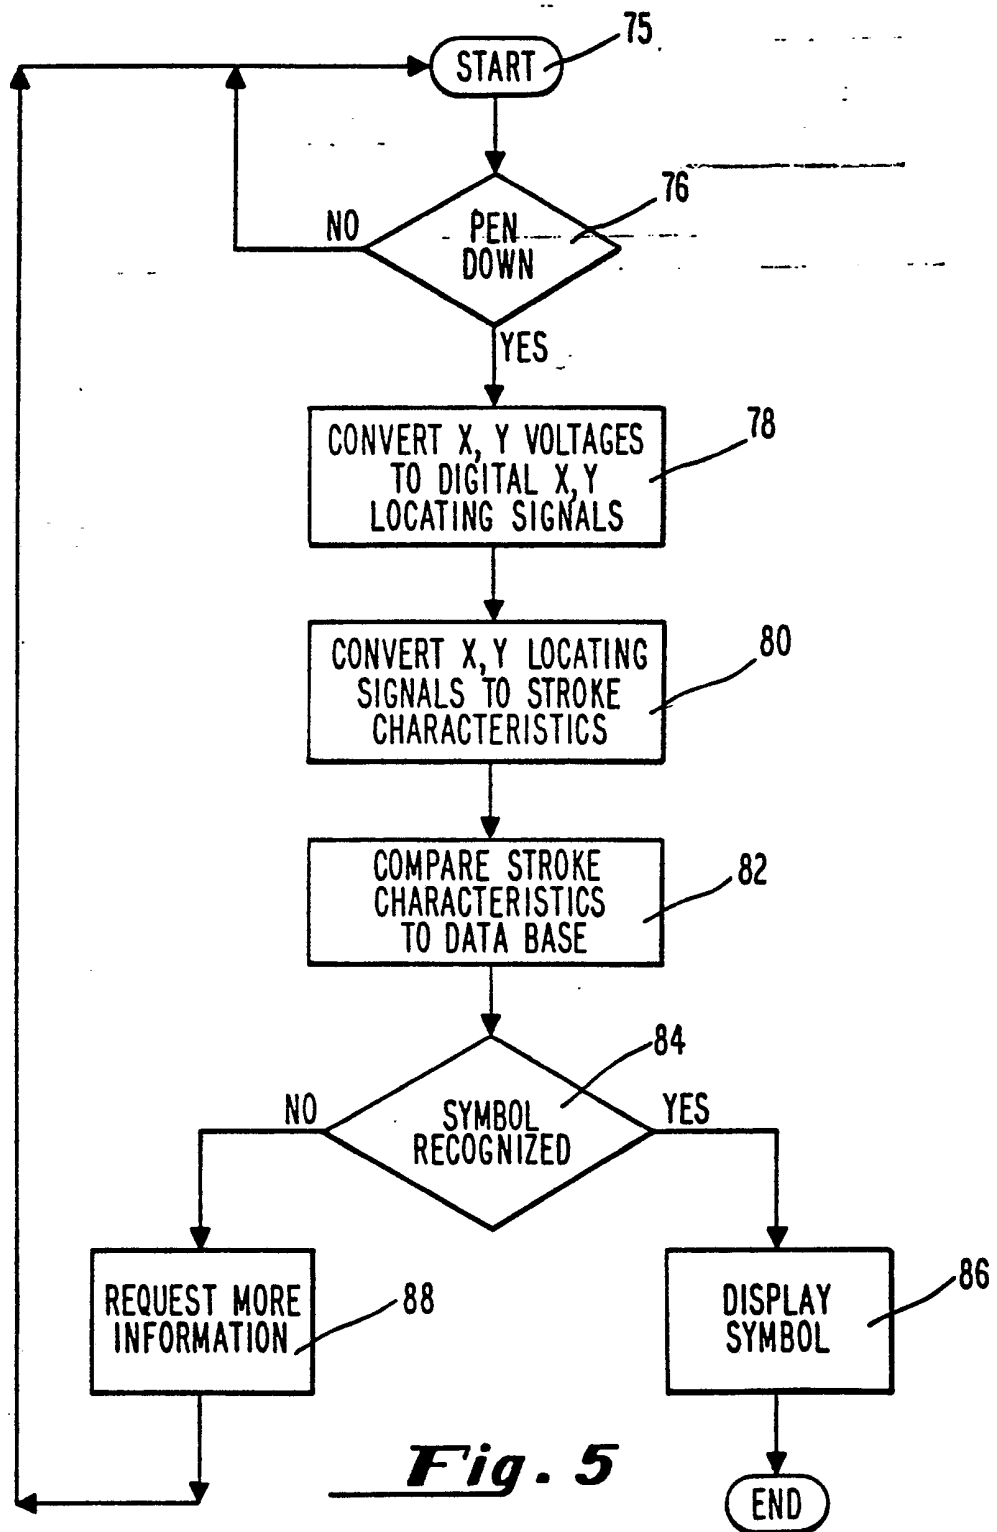 75
START
76
NO
PEN
DOWN
YES
78
CONVERT X, Y VOLTAGES
TO DIGITAL X,Y
LOCATING SIGNALS
80
CONVERT X,Y LOCATING
SIGNALS TO STROKE
CHARACTERISTICS
82
COMPARE STROKE
CHARACTERISTICS
TO DATA BASE
84
NO
YES
SYMBOL
RECOGNIZED
88
REQUEST MORE
INFORMATION
86
DISPLAY
SYMBOL
Fig. 5
END